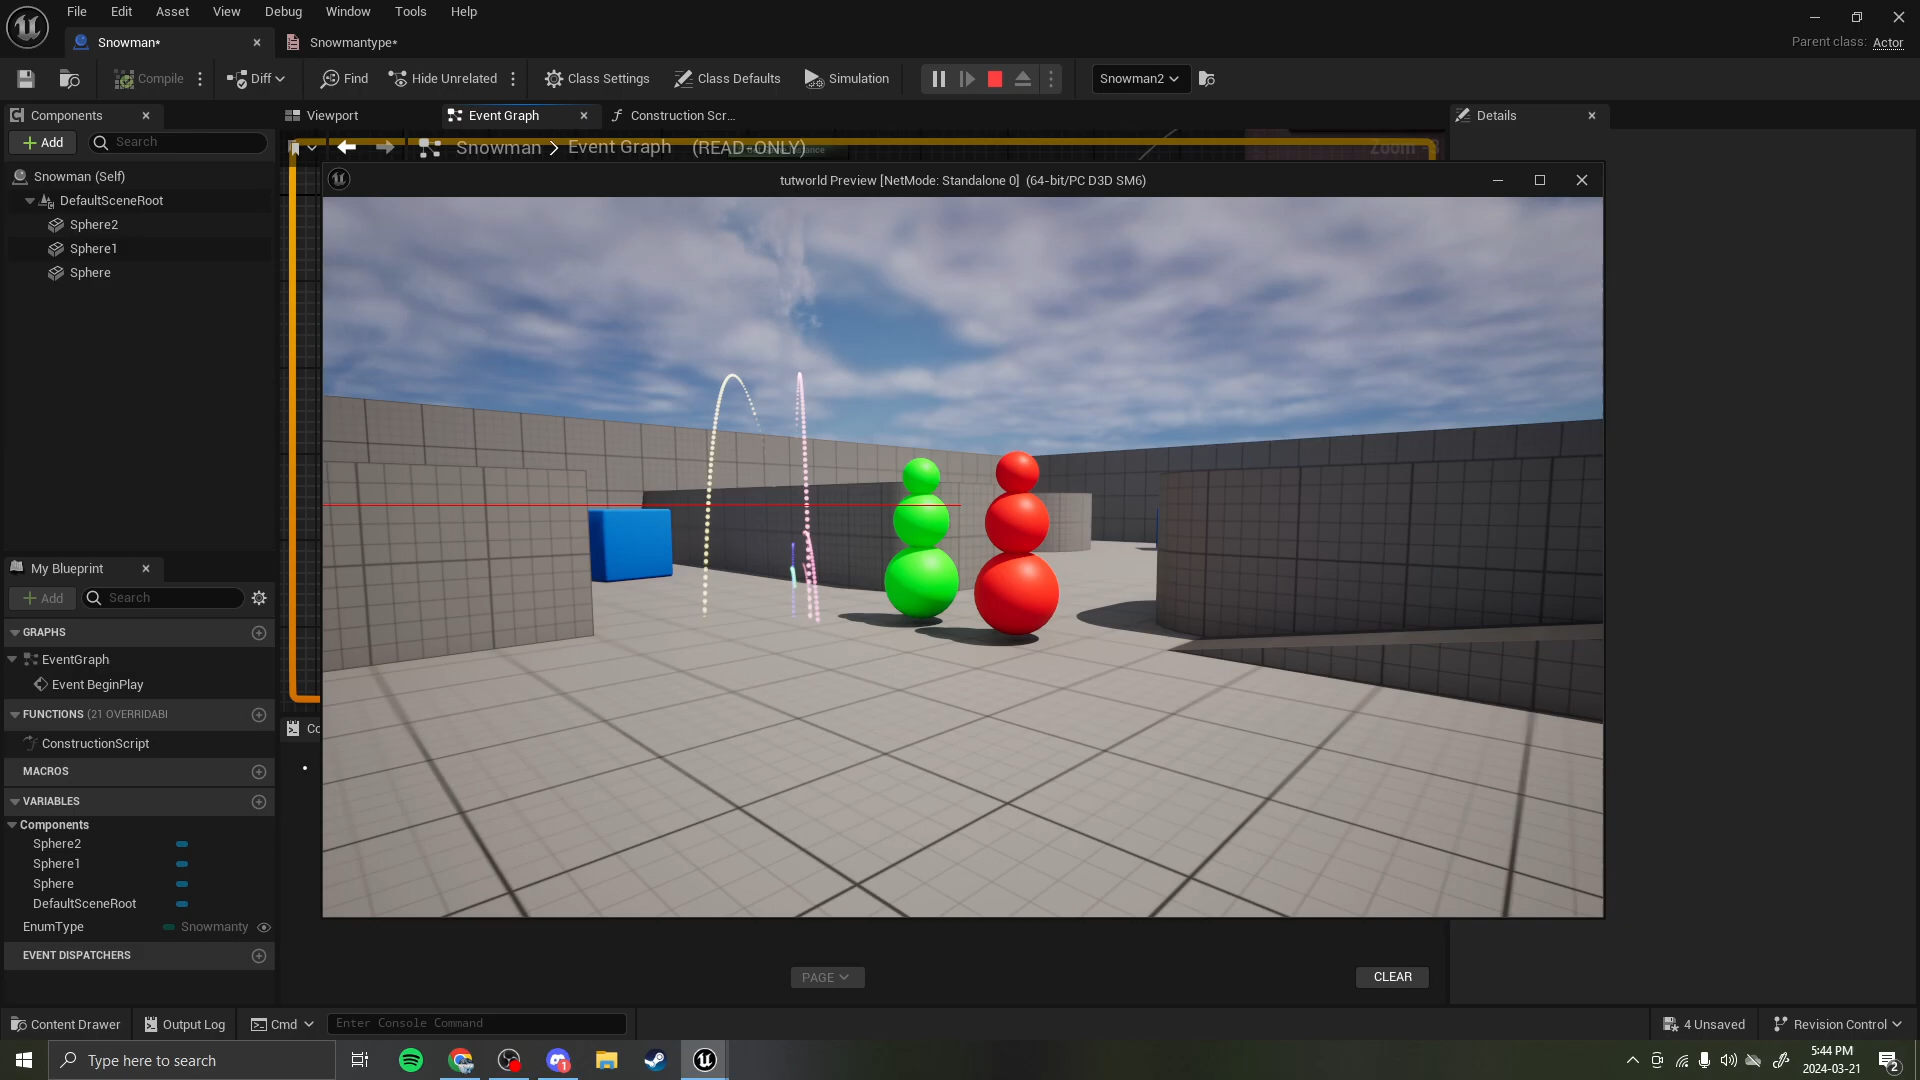 File Edit Asset View Debug Window Tools Help
Snowman* Snowmantype* Parent class: Actor
Compile Diff Find Hide Unrelated Class Settings Class Defaults Simulation Snowman2
Components Viewport Event Graph Construction Scr... Details
Add Search
Snowman > Event Graph (READ-ONLY) Zoom
Snowman (Self)
tutworld Preview [NetMode: Standalone 0] (64-bit/PC D3D SM6)
DefaultSceneRoot
Sphere2
Sphere1
Sphere
My Blueprint
Add Search
GRAPHS
EventGraph
Event BeginPlay
FUNCTIONS (21 OVERRIDABl
Co
ConstructionScript
MACROS
VARIABLES
Components
Sphere2
Sphere1
Sphere
DefaultSceneRoot
EnumType Snowmanty
EVENT DISPATCHERS
PAGE CLEAR
Content Drawer Output Log Cmd Enter Console Command 4 Unsaved Revision Control
Type here to search 1 5:44 PM
2024-03-21 2